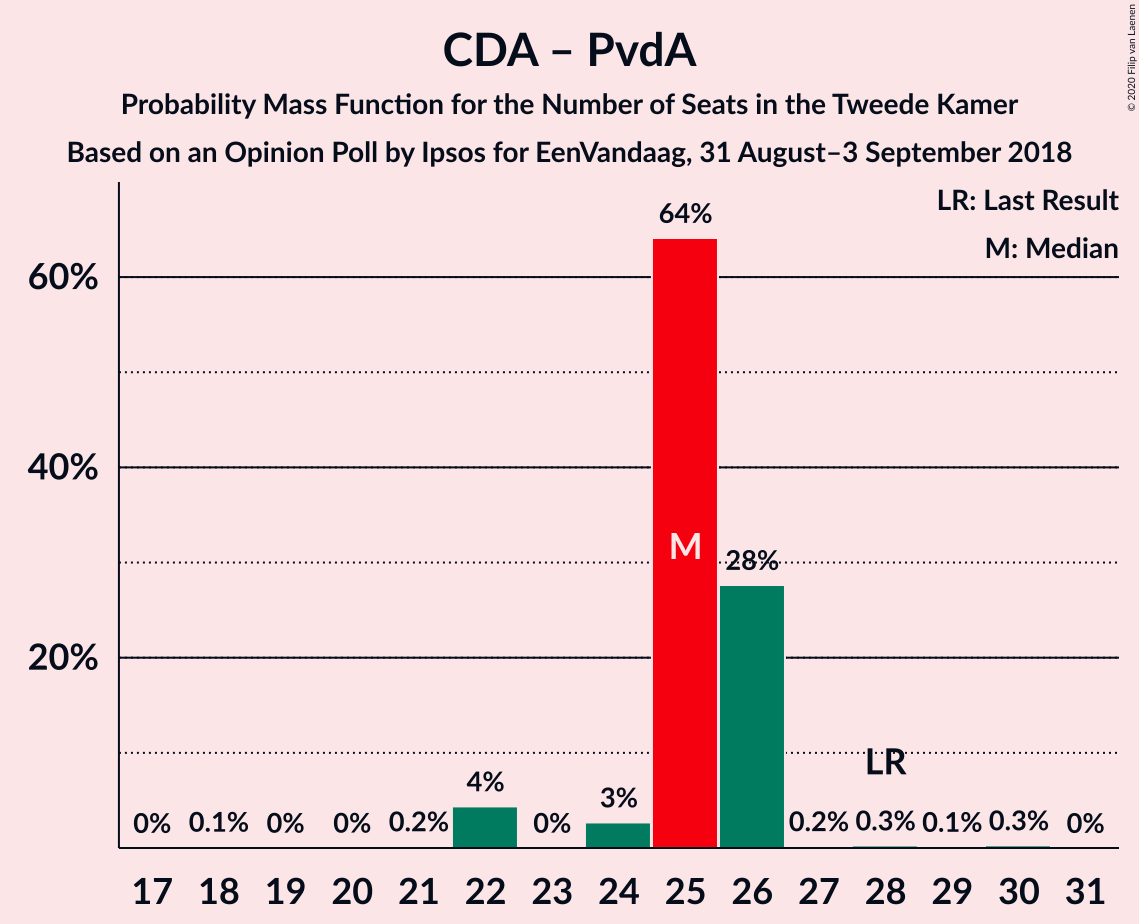 CDA – PvdA
Probability Mass Function for the Number of Seats in the Tweede Kamer
Based on an Opinion Poll by Ipsos for EenVandaag, 31 August–3 September 2018
© 2020 Filip van Laenen
LR: Last Result
M: Median
60%
40%
20%
64%
M
28%
LR
0% 0.1% 0% 0% 0.2% 4% 0% 3% 0.2% 0.3% 0.1% 0.3% 0%
17 18 19 20 21 22 23 24 25 26 27 28 29 30 31